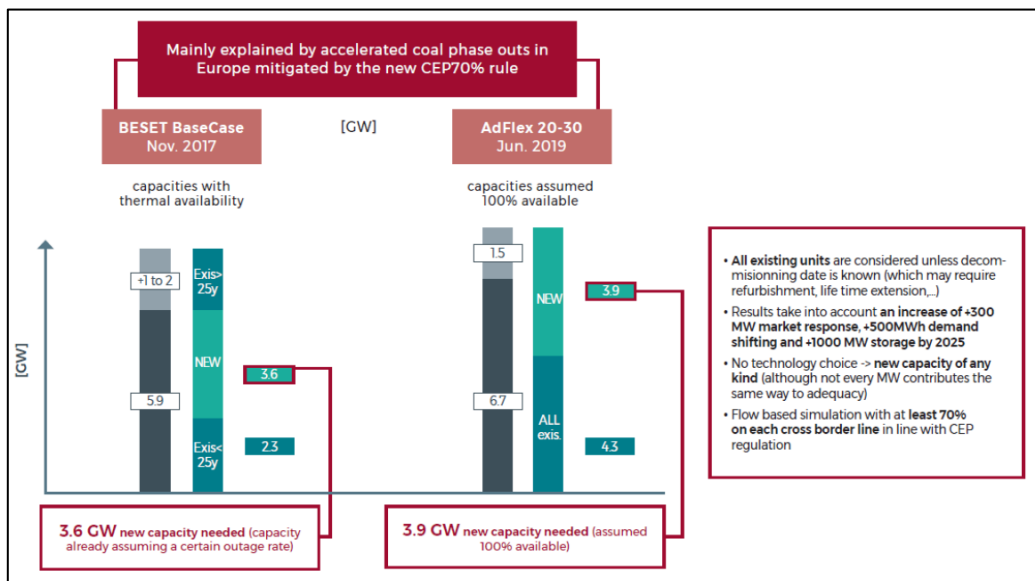 Mainly explained by accelerated coal phase outs in
Europe mitigated by the new CEP70% rule
BESET BaseCase
Nov. 2017
[GW]
AdFlex 20-30
Jun. 2019
capacities with
thermal availability
capacities assumed
100% available
[GW]
+1 to 2
5.9
Exis>
25y
NEW
Exis<
25y
3.6
2.3
1.5
6.7
NEW
ALL
exis.
3.9
4.3
3.6 GW new capacity needed (capacity
already assuming a certain outage rate)
3.9 GW new capacity needed (assumed
100% available)
• All existing units are considered unless decom-
misionning date is known (which may require
refurbishment, life time extension,...)
• Results take into account an increase of +300
MW market response, +500MWh demand
shifting and +1000 MW storage by 2025
• No technology choice -> new capacity of any
kind (although not every MW contributes the
same way to adequacy)
• Flow based simulation with at least 70%
on each cross border line in line with CEP
regulation